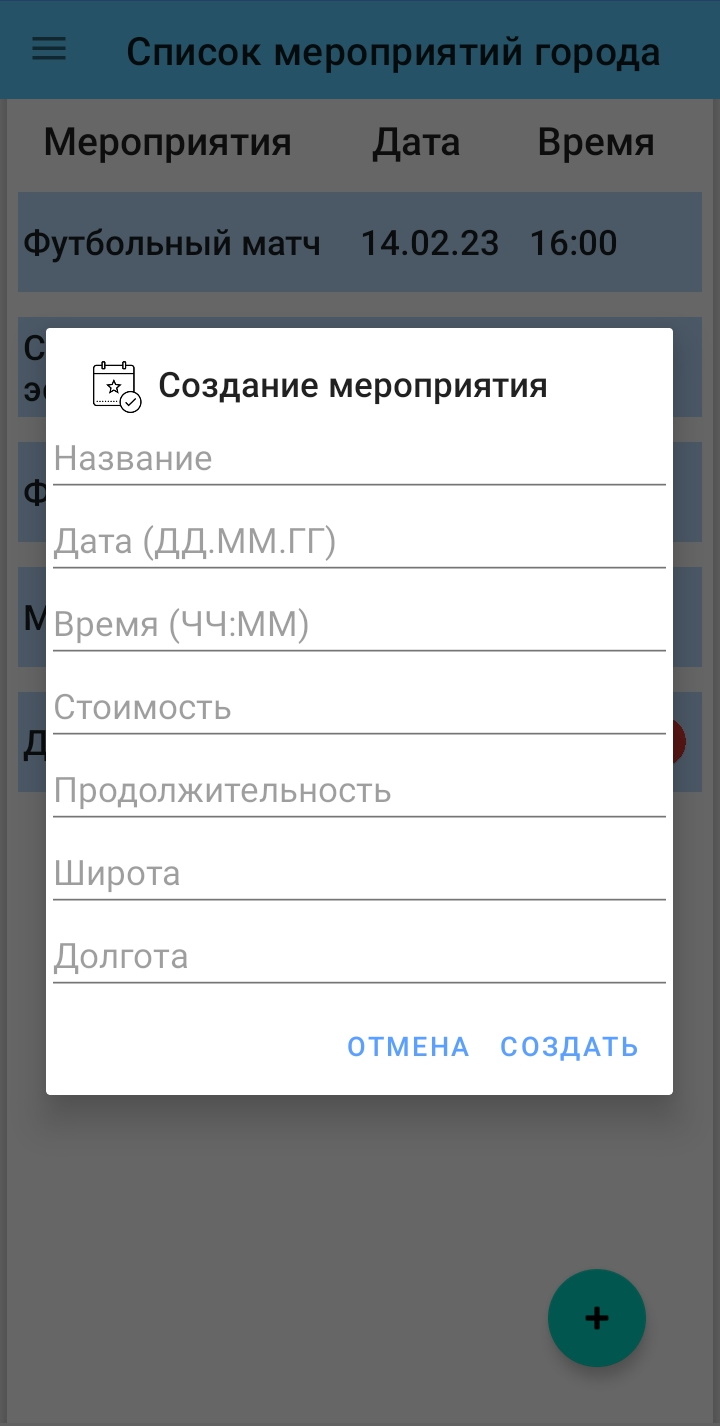 Список мероприятий города
Мероприятия Дата Время
Футбольный матч 14.02.23 16:00
Создание мероприятия
Название
Дата (ДД.ММ.ГГ)
Время (ЧЧ:ММ)
Стоимость
Продолжительность
Широта
Долгота
ОТМЕНА СОЗДАТЬ
+